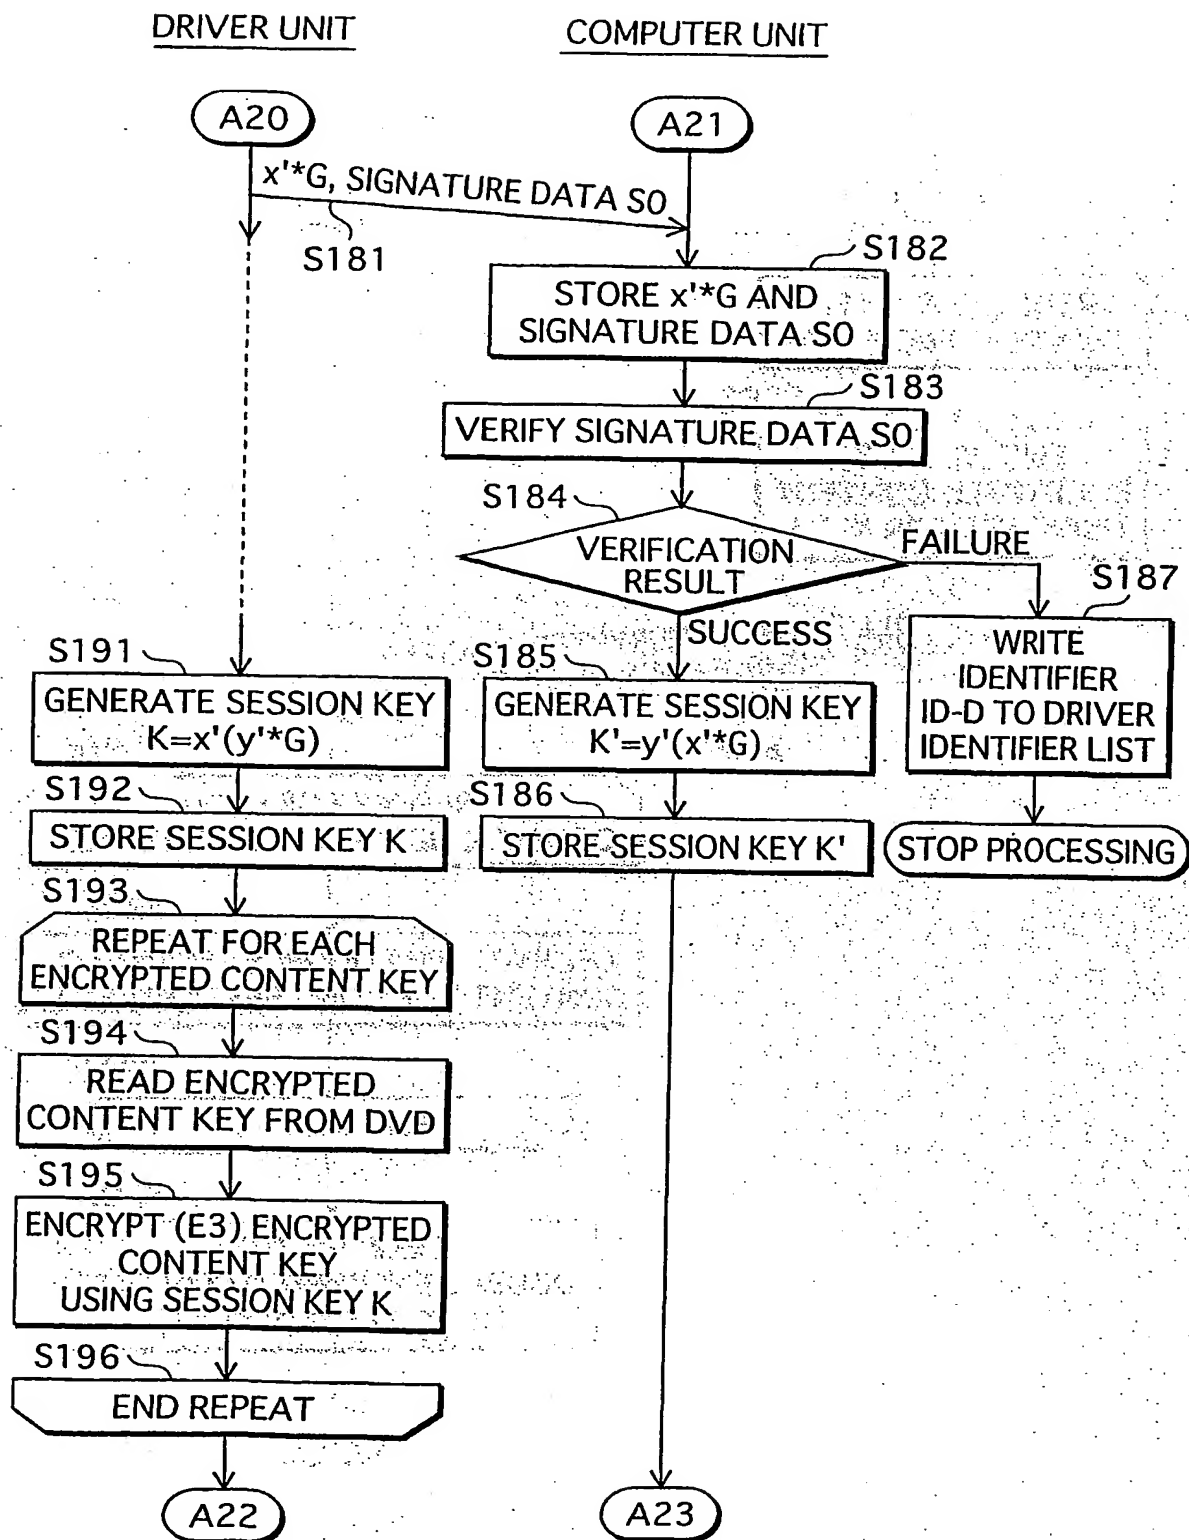 DRIVER UNIT
COMPUTER UNIT
A20
A21
x'*G, SIGNATURE DATA S0
S181
S182
STORE x'*G AND
SIGNATURE DATA S0
S183
VERIFY SIGNATURE DATA S0
S184
VERIFICATION
RESULT
FAILURE
SUCCESS
S187
WRITE
IDENTIFIER
ID-D TO DRIVER
IDENTIFIER LIST
STOP PROCESSING
S185
GENERATE SESSION KEY
K'=y'(x'*G)
S186
STORE SESSION KEY K'
S191
GENERATE SESSION KEY
K=x'(y'*G)
S192
STORE SESSION KEY K
S193
REPEAT FOR EACH
ENCRYPTED CONTENT KEY
S194
READ ENCRYPTED
CONTENT KEY FROM DVD
S195
ENCRYPT (E3) ENCRYPTED
CONTENT KEY
USING SESSION KEY K
S196
END REPEAT
A22
A23